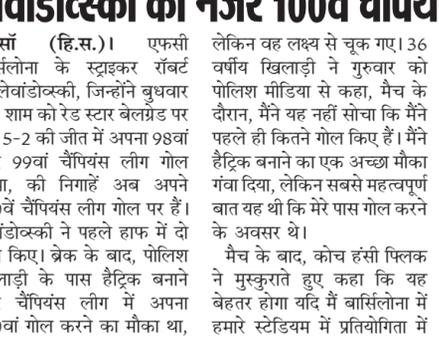 की नजर 100वें
(हि.स.)। एफसी
के स्ट्राइकर रॉबर्ट
लेवांडोव्स्की, जिन्होंने बुधवार
शाम को रेड स्टार बेलग्रेड पर
5-2 की जीत में अपना 98वां
99वां चैंपियंस लीग गोल
की निगाहें अब अपने
चैंपियंस लीग गोल पर हैं।
ने पहले हाफ में दो
किए। ब्रेक के बाद, पोलिश
के पास हैट्रिक बनाने
चैंपियंस लीग में अपना
गोल करने का मौका था,
लेकिन वह लक्ष्य से चूक गए। 36
वर्षीय खिलाड़ी ने गुरुवार को
पोलिश मीडिया से कहा, मैच के
दौरान, मैंने यह नहीं सोचा कि मैंने
पहले ही कितने गोल किए हैं। मैंने
हैट्रिक बनाने का एक अच्छा मौका
गंवा दिया, लेकिन सबसे महत्वपूर्ण
बात यह थी कि मेरे पास गोल करने
के अवसर थे।
मैच के बाद, कोच हंसी फ्लिक
ने मुस्कुराते हुए कहा कि यह
बेहतर होगा यदि मैं बार्सिलोना में
हमारे स्टेडियम में प्रतियोगिता में